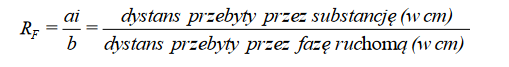 R_F = ai/b = dystans przebyty przez substancję (w cm) / dystans przebyty przez fazę ruchomą (w cm)